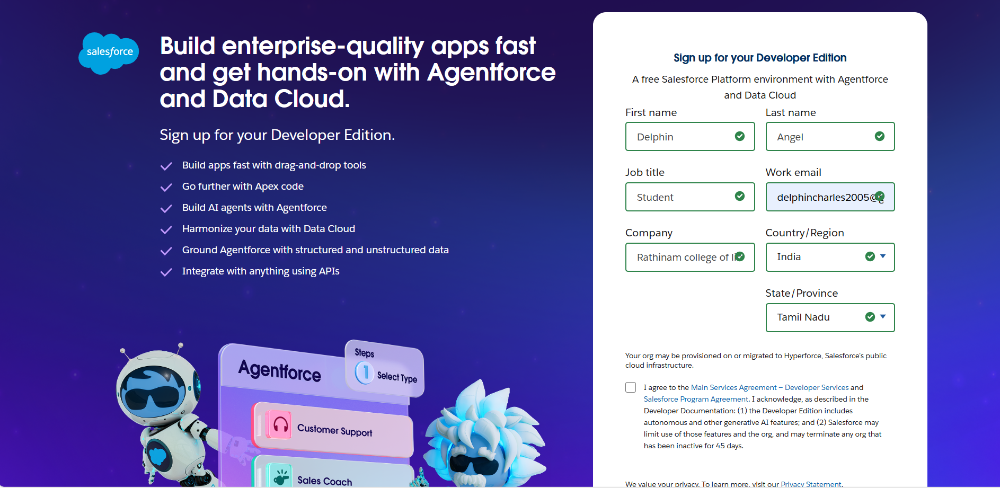 salesforce
Build enterprise-quality apps fast
and get hands-on with Agentforce
and Data Cloud.
Sign up for your Developer Edition.
Build apps fast with drag-and-drop tools
Go further with Apex code
Build AI agents with Agentforce
Harmonize your data with Data Cloud
Ground Agentforce with structured and unstructured data
Integrate with anything using APIs
Agentforce
Steps
1 Select Type
Customer Support
Sales Coach
Sign up for your Developer Edition
A free Salesforce Platform environment with Agentforce
and Data Cloud
First name
Last name
Delphin
Angel
Job title
Work email
Student
delphincharles2005@g
Company
Country/Region
Rathinam college of
India
State/Province
Tamil Nadu
Your org may be provisioned on or migrated to Hyperforce, Salesforce's public
cloud infrastructure.
I agree to the Main Services Agreement – Developer Services and
Salesforce Program Agreement. I acknowledge, as described in the
Developer Documentation: (1) the Developer Edition includes
autonomous and other generative AI features; and (2) Salesforce may
limit use of those features and the org, and may terminate any org that
has been inactive for 45 days.
We value your privacy. To learn more, visit our Privacy Statement.